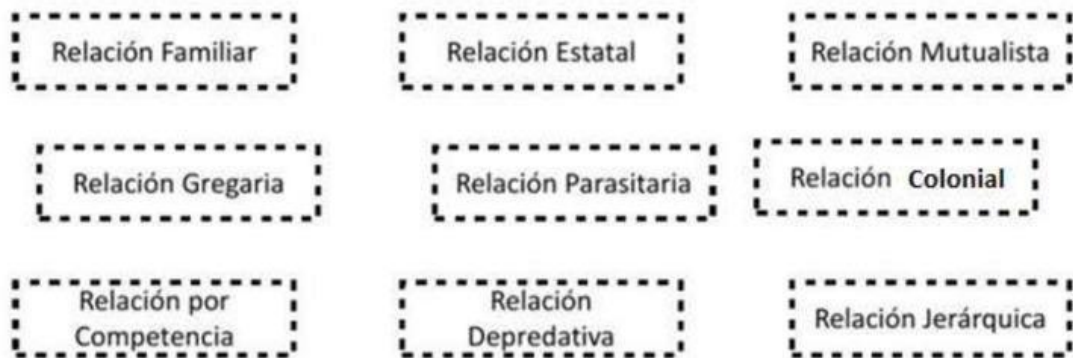 Relación Familiar
Relación Estatal
Relación Mutualista
Relación Gregaria
Relación Parasitaria
Relación Colonial
Relación por
Competencia
Relación
Depredativa
Relación Jerárquica